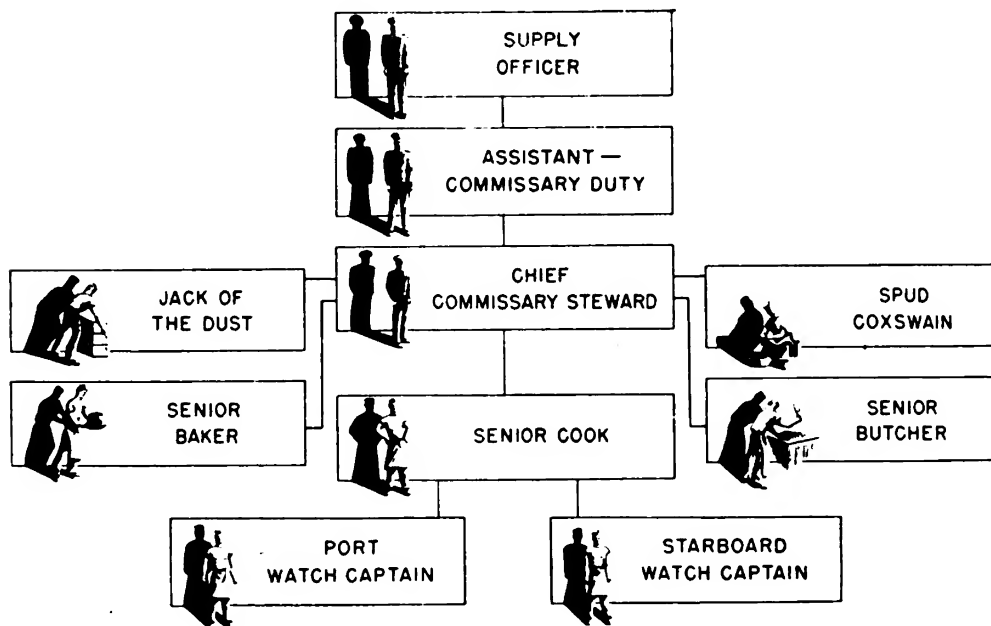 SUPPLY
OFFICER
ASSISTANT —
COMMISSARY DUTY
CHIEF
COMMISSARY STEWARD
JACK OF
THE DUST
SPUD
COXSWAIN
SENIOR
BAKER
SENIOR COOK
SENIOR
BUTCHER
PORT
WATCH CAPTAIN
STARBOARD
WATCH CAPTAIN